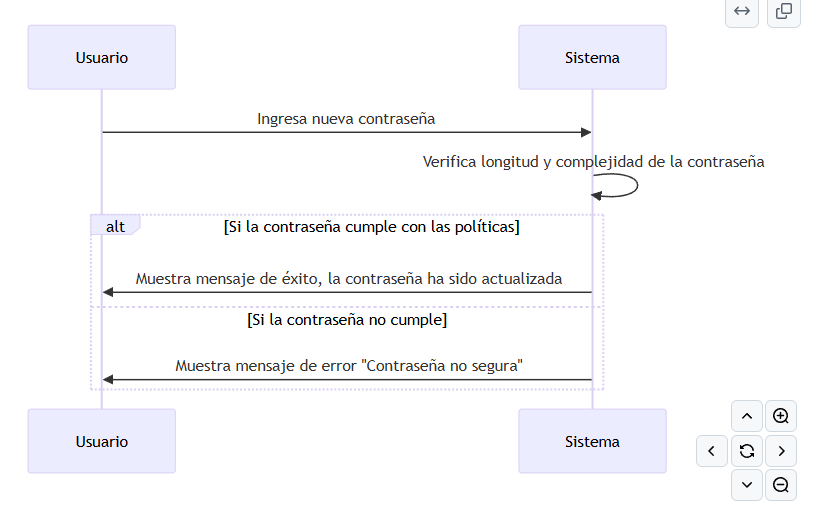 Usuario
Sistema
Ingresa nueva contraseña
Verifica longitud y complejidad de la contraseña
alt
[Si la contraseña cumple con las políticas]
Muestra mensaje de éxito, la contraseña ha sido actualizada
[Si la contraseña no cumple]
Muestra mensaje de error "Contraseña no segura"
Usuario
Sistema